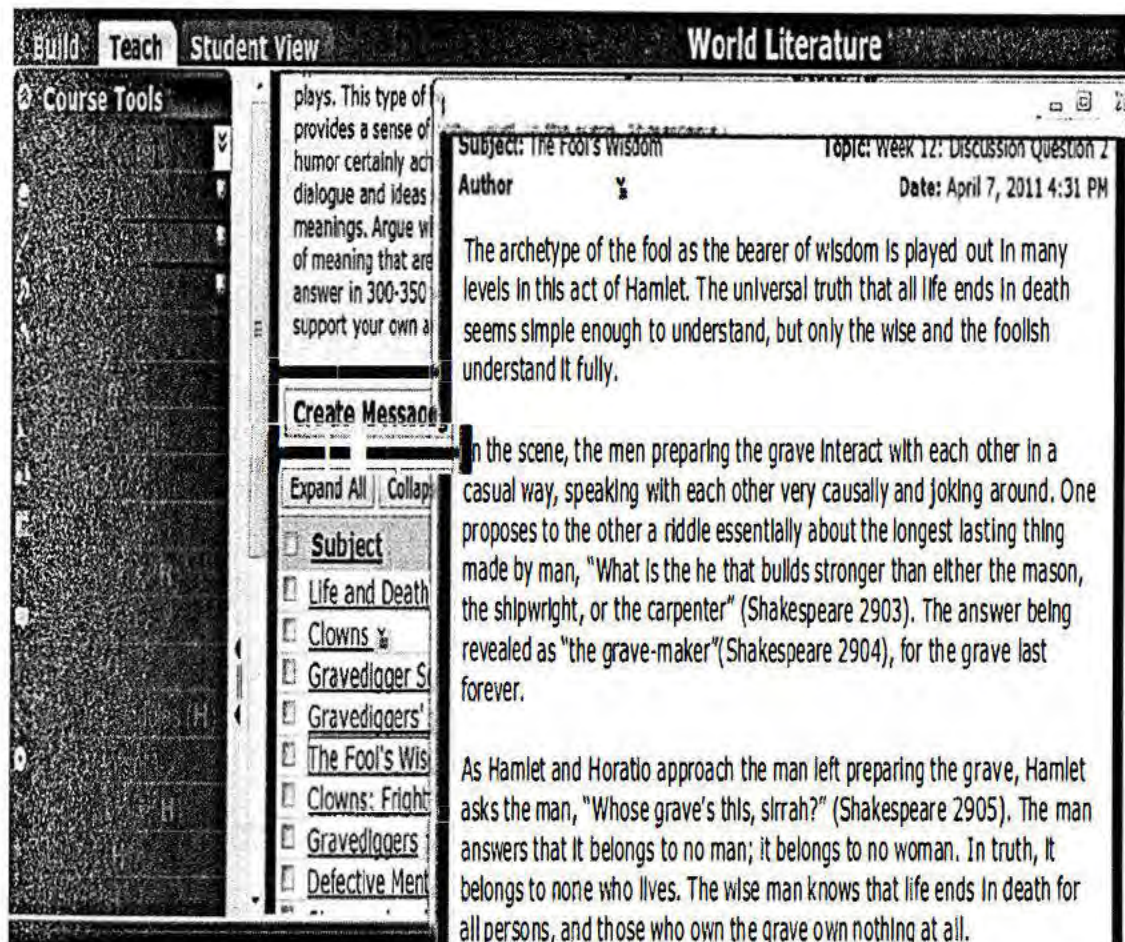 Build Teach Student View World Literature
Course Tools
plays. This type of
provides a sense of
humor certainly
dialogue and ideas
meanings. Argue
of meaning that are
answer in 300-350
support your own
Create Messag
Expand All Collap
Subject
Life and Death
Clowns
Gravedigger
Gravediggers'
The Fool's Wis
Clowns: Fright
Gravediggers
Defective Ment
Subject: The Fool's Wisdom Topic: Week 12: Discussion Question 2
Author Date: April 7, 2011 4:31 PM
The archetype of the fool as the bearer of wisdom is played out in many
levels in this act of Hamlet. The universal truth that all life ends in death
seems simple enough to understand, but only the wise and the foolish
understand it fully.
In the scene, the men preparing the grave interact with each other in a
casual way, speaking with each other very causally and joking around. One
proposes to the other a riddle essentially about the longest lasting thing
made by man, "What is the he that builds stronger than either the mason,
the shipwright, or the carpenter" (Shakespeare 2903). The answer being
revealed as "the grave-maker"(Shakespeare 2904), for the grave last
forever.
As Hamlet and Horatio approach the man left preparing the grave, Hamlet
asks the man, "Whose grave's this, sirrah?" (Shakespeare 2905). The man
answers that it belongs to no man; it belongs to no woman. In truth, it
belongs to none who lives. The wise man knows that life ends in death for
all persons, and those who own the grave own nothing at all.